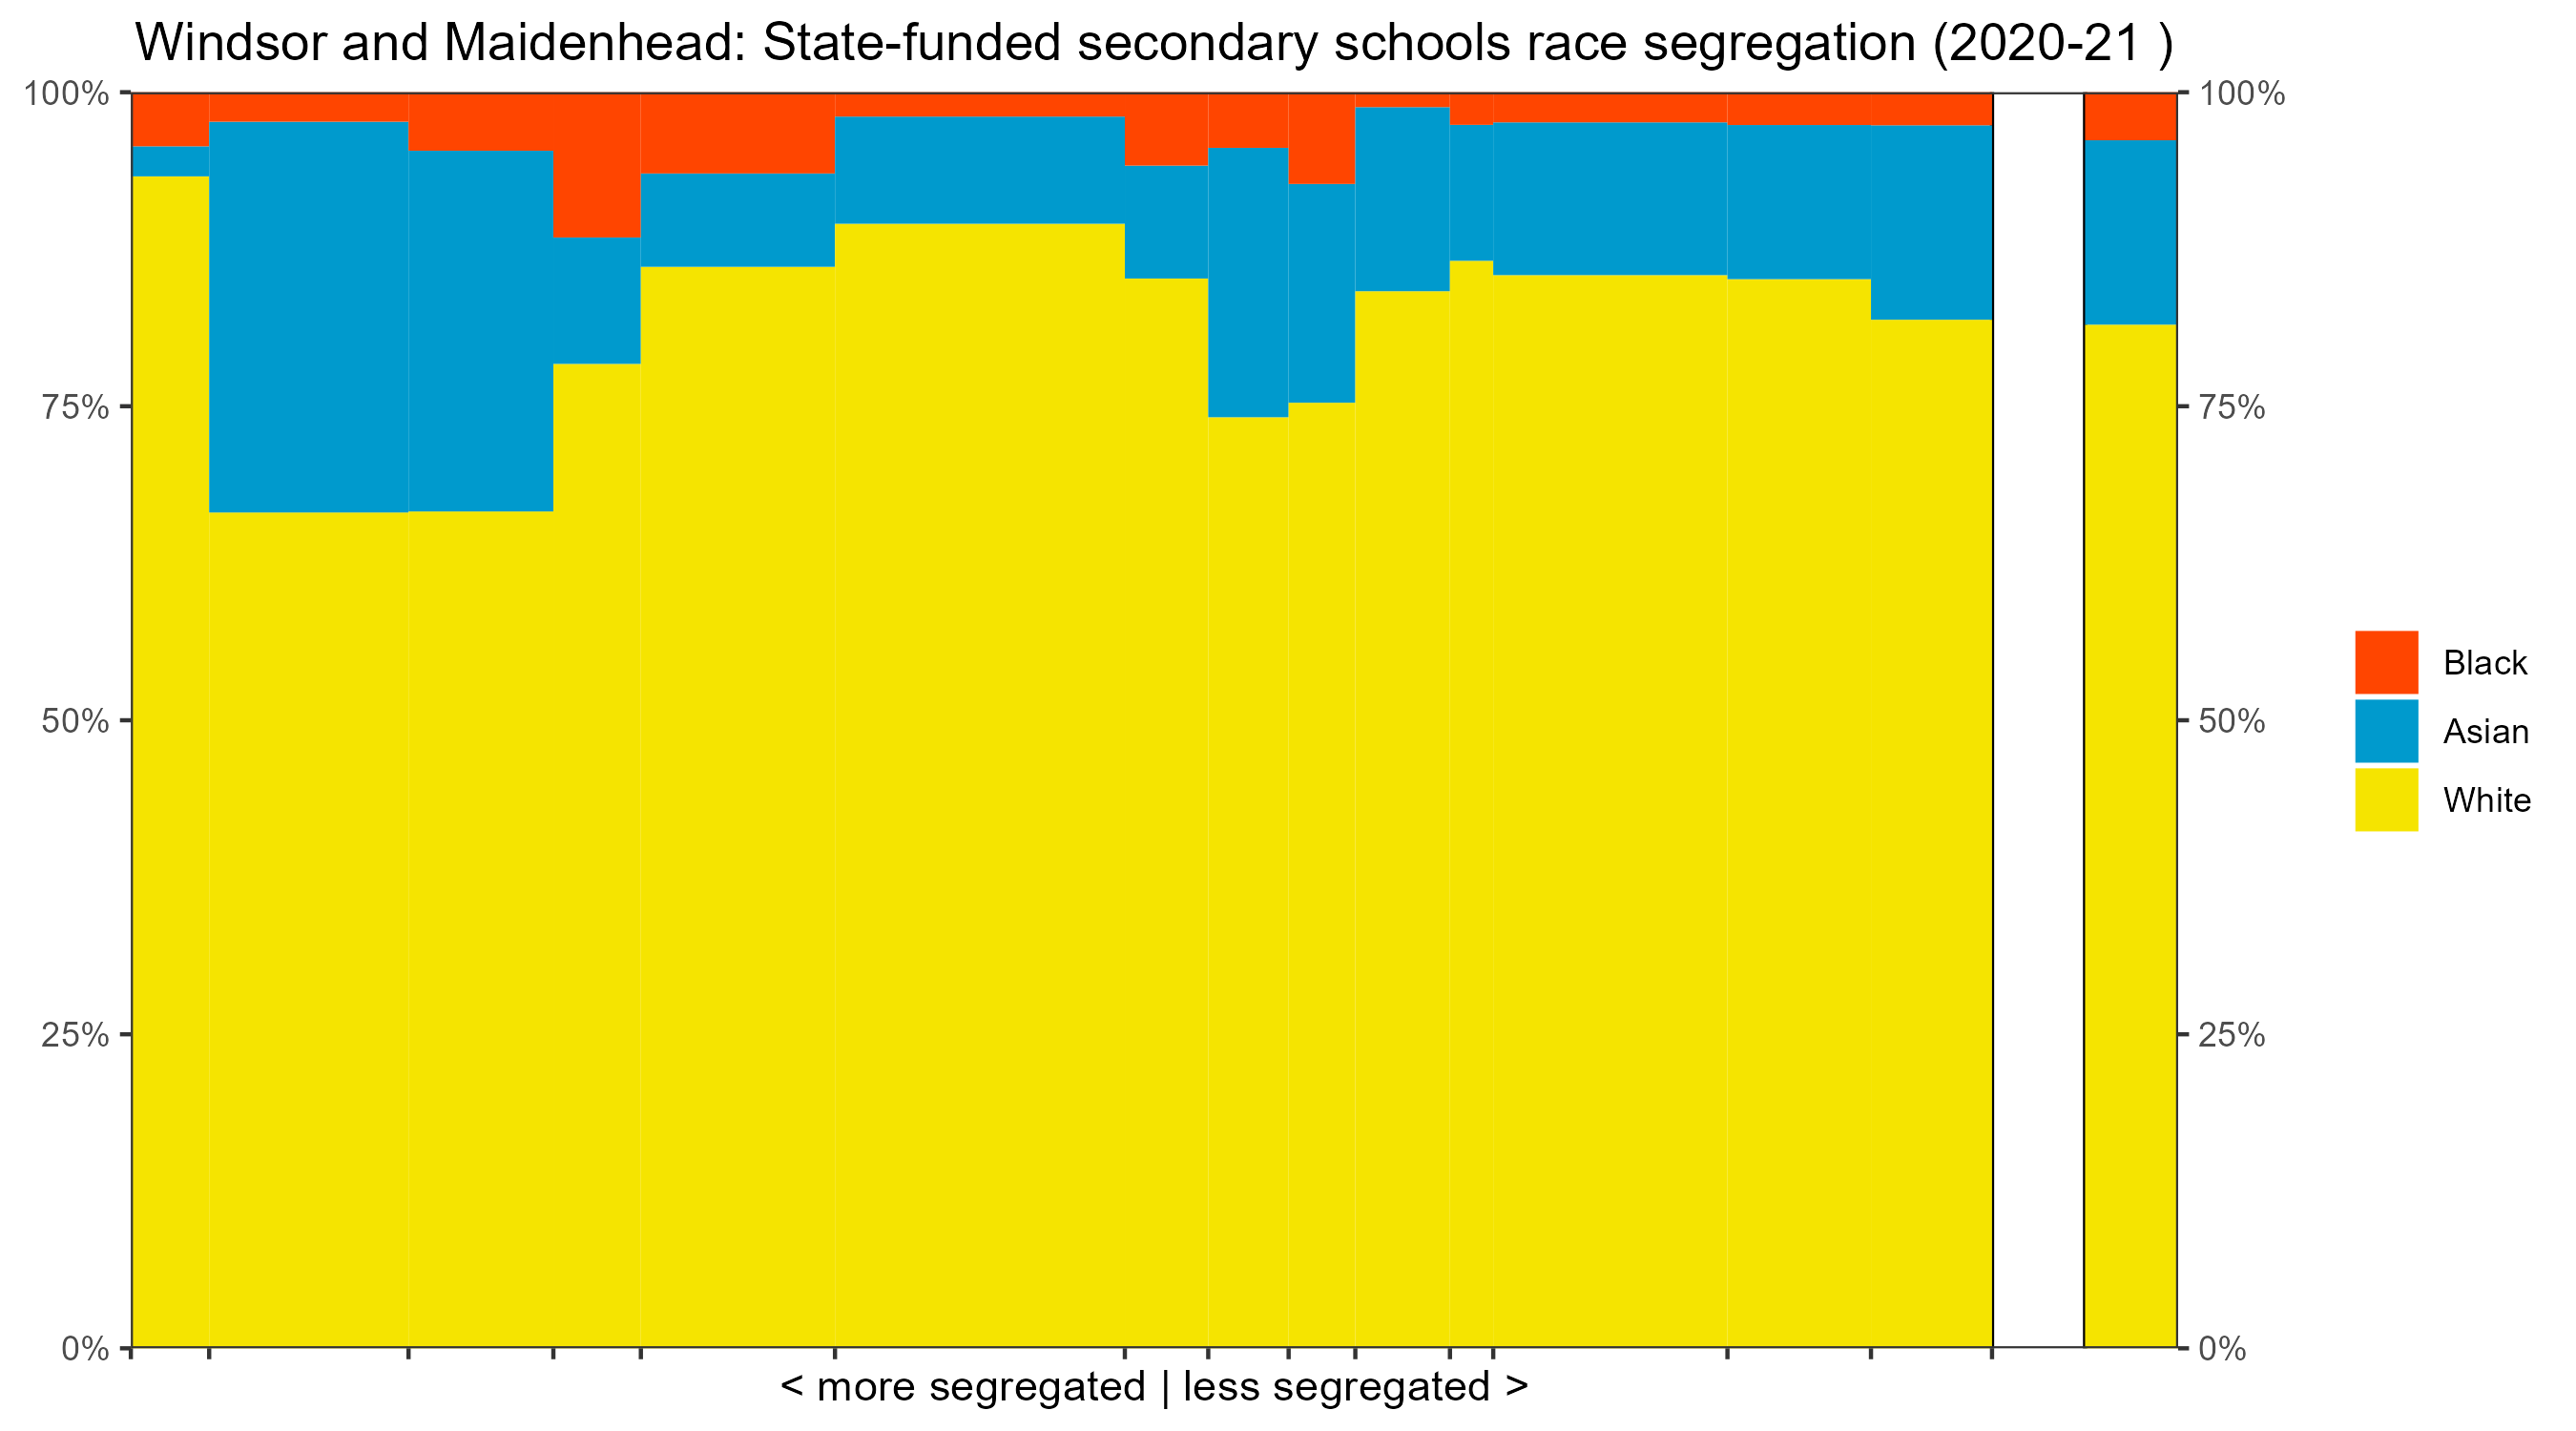 Windsor and Maidenhead: State-funded secondary schools race segregation (2020-21 )
100%
100%
75%
75%
50%
50%
25%
25%
0%
0%
Black
Asian
White
< more segregated | less segregated >